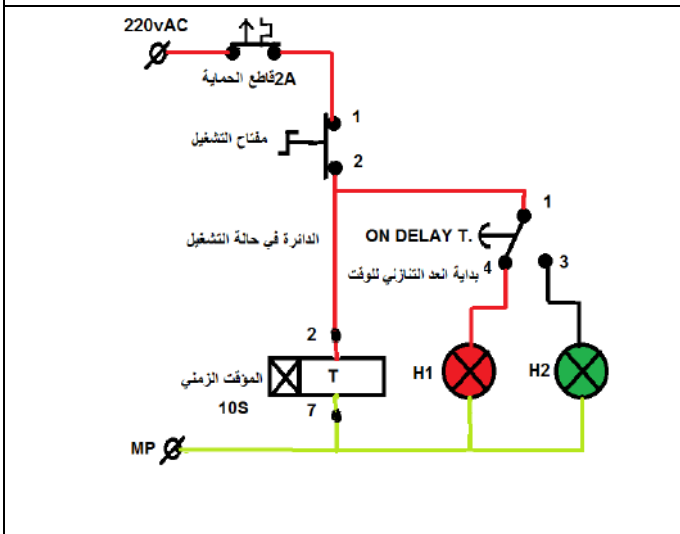 220vAC
2Aقاطع الحماية
1
مفتاح التشغيل
2
1
الدائرة في حالة التشغيل
ON DELAY T.
4
3
بداية العد التنازني للوقت
2
المؤقت الزمني
T
H1
H2
10S
7
MP